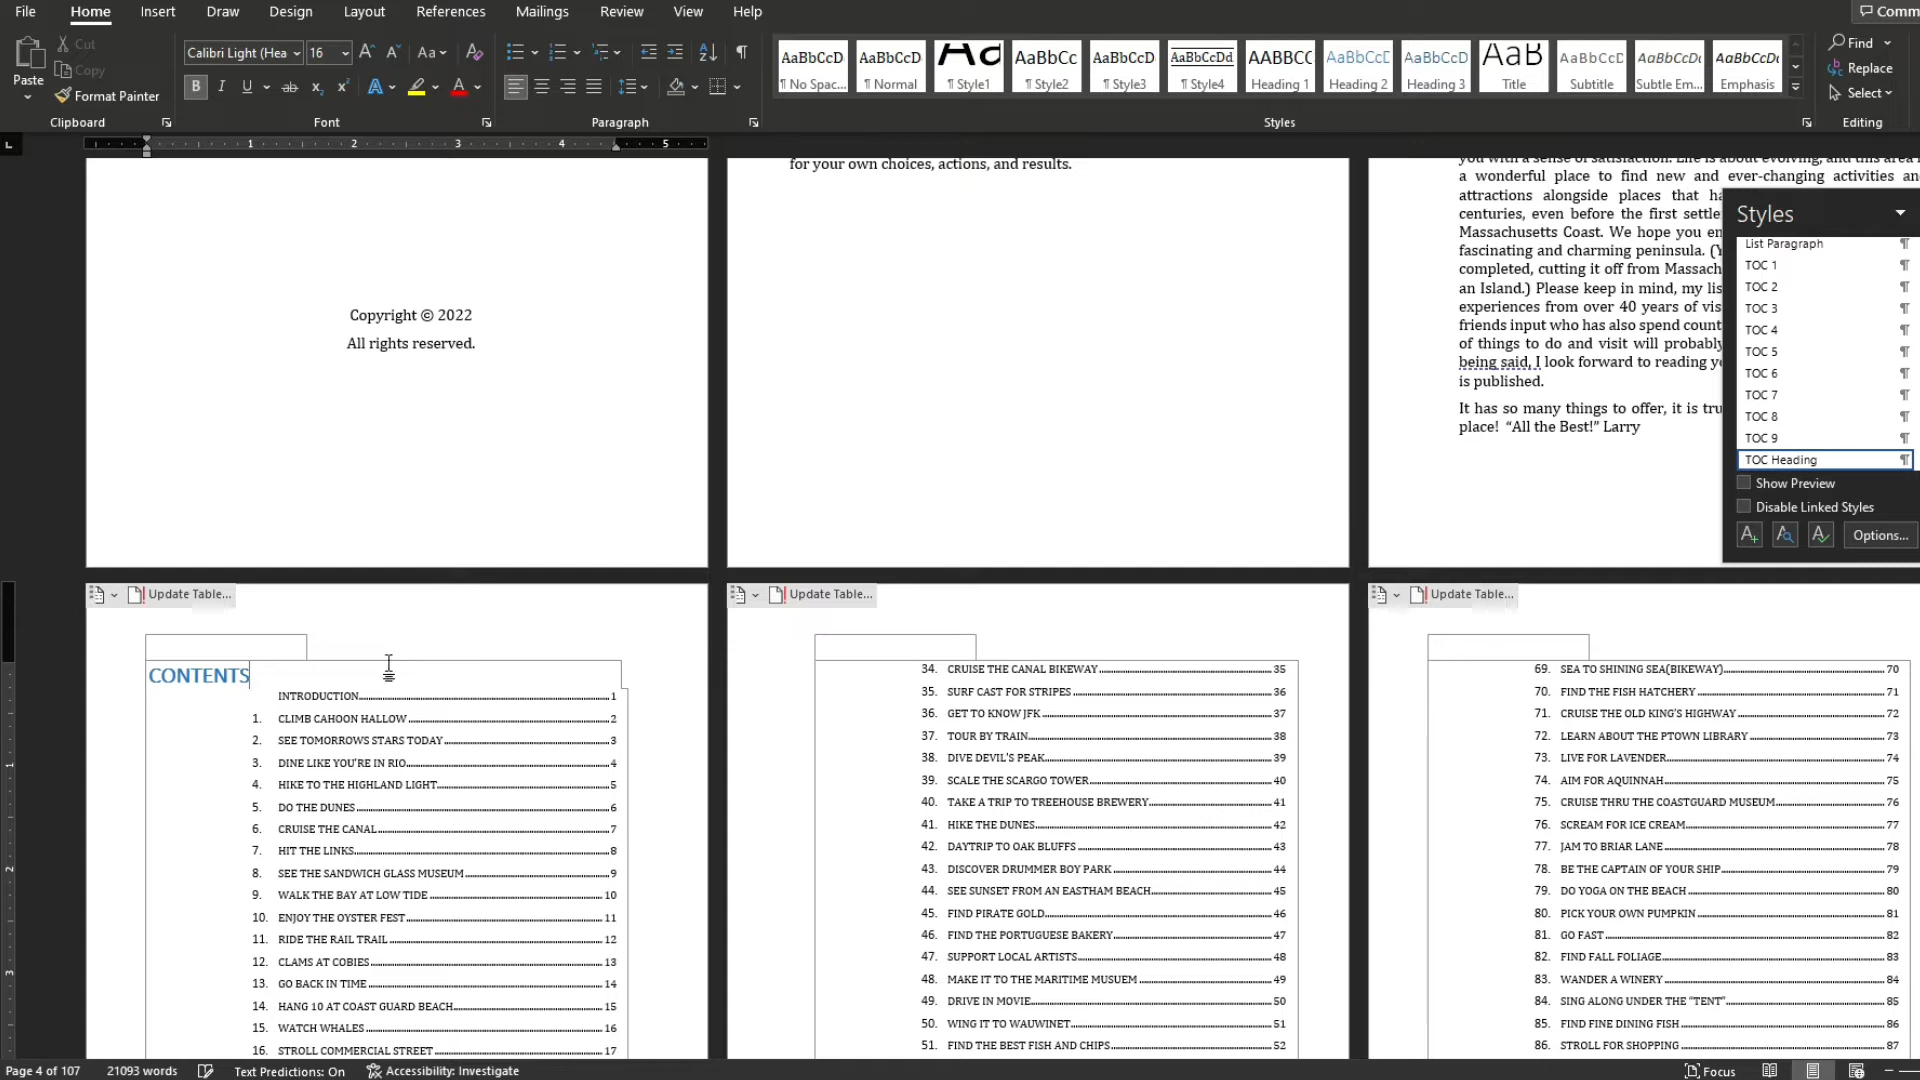 File Home Insert Draw Design Layout References Mailings Review View Help
Cut
Copy
Paste
Format Painter
Clipboard
Calibri Light (Hea 16
Font
Paragraph
AaBbCcD AaBbCcD AaBbCc AaBbCcD AaBbCcDd AABBCC AaBbCcD AaBbCcD AaB AaBbCcD AaBbCcDd AaBbCcDd
¶ No Spac... ¶ Normal ¶ Style1 ¶ Style2 ¶ Style3 ¶ Style4 Heading 1 Heading 2 Heading 3 Title Subtitle Subtle Em... Emphasis
Styles
Find
Replace
Select
Editing
1 2 3 4 5
Copyright © 2022
All rights reserved.
for your own choices, actions, and results.
you with a sense of satisfaction. Life is about evolving, and this area
a wonderful place to find new and ever-changing activities
attractions alongside places that
centuries, even before the first
Massachusetts Coast. We hope you
fascinating and charming peninsula.
completed, cutting it off from
an Island.) Please keep in mind, my
experiences from over 40 years of
friends input who has also spend
of things to do and visit will probably
being said, I look forward to reading
is published.
It has so many things to offer, it is
place! “All the Best!” Larry
Styles
List Paragraph
TOC 1
TOC 2
TOC 3
TOC 4
TOC 5
TOC 6
TOC 7
TOC 8
TOC 9
TOC Heading
Show Preview
Disable Linked Styles
Options...
Update Table...
CONTENTS
INTRODUCTION 1
1. CLIMB CAHOON HALLOW 2
2. SEE TOMORROWS STARS TODAY 3
3. DINE LIKE YOU'RE IN RIO 4
4. HIKE TO THE HIGHLAND LIGHT 5
5. DO THE DUNES 6
6. CRUISE THE CANAL 7
7. HIT THE LINKS 8
8. SEE THE SANDWICH GLASS MUSEUM 9
9. WALK THE BAY AT LOW TIDE 10
10. ENJOY THE OYSTER FEST 11
11. RIDE THE RAIL TRAIL 12
12. CLAMS AT COBIES 13
13. GO BACK IN TIME 14
14. HANG 10 AT COAST GUARD BEACH 15
15. WATCH WHALES 16
16. STROLL COMMERCIAL STREET 17
Update Table...
34. CRUISE THE CANAL BIKEWAY 35
35. SURF CAST FOR STRIPES 36
36. GET TO KNOW JFK 37
37. TOUR BY TRAIN 38
38. DIVE DEVIL'S PEAK 39
39. SCALE THE SCARGO TOWER 40
40. TAKE A TRIP TO TREEHOUSE BREWERY 41
41. HIKE THE DUNES 42
42. DAYTRIP TO OAK BLUFFS 43
43. DISCOVER DRUMMER BOY PARK 44
44. SEE SUNSET FROM AN EASTHAM BEACH 45
45. FIND PIRATE GOLD 46
46. FIND THE PORTUGUESE BAKERY 47
47. SUPPORT LOCAL ARTISTS 48
48. MAKE IT TO THE MARITIME MUSUEM 49
49. DRIVE IN MOVIE 50
50. WING IT TO WAUWINET 51
51. FIND THE BEST FISH AND CHIPS 52
Update Table...
69. SEA TO SHINING SEA(BIKEWAY) 70
70. FIND THE FISH HATCHERY 71
71. CRUISE THE OLD KING'S HIGHWAY 72
72. LEARN ABOUT THE PTOWN LIBRARY 73
73. LIVE FOR LAVENDER 74
74. AIM FOR AQUINNAH 75
75. CRUISE THRU THE COASTGUARD MUSEUM 76
76. SCREAM FOR ICE CREAM 77
77. JAM TO BRIAR LANE 78
78. BE THE CAPTAIN OF YOUR SHIP 79
79. DO YOGA ON THE BEACH 80
80. PICK YOUR OWN PUMPKIN 81
81. GO FAST 82
82. FIND FALL FOLIAGE 83
83. WANDER A WINERY 84
84. SING ALONG UNDER THE “TENT” 85
85. FIND FINE DINING FISH 86
86. STROLL FOR SHOPPING 87
Page 4 of 107 21093 words Text Predictions: On Accessibility: Investigate Focus